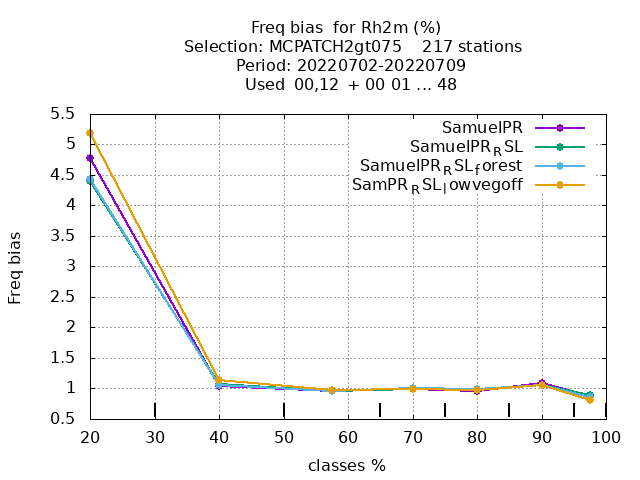 Freq bias  for Rh2m (%)
Selection: MCPATCH2gt075    217 stations
Period: 20220702-20220709
Used  00,12  + 00 01 ... 48
SamuelPR
SamuelPR_RSL
SamuelPR_RSL_forest
SamPR_RSL_lowvegoff
5.5
5
4.5
4
3.5
3
2.5
2
1.5
1
0.5
Freq bias
20 30 40 50 60 70 80 90 100
classes %